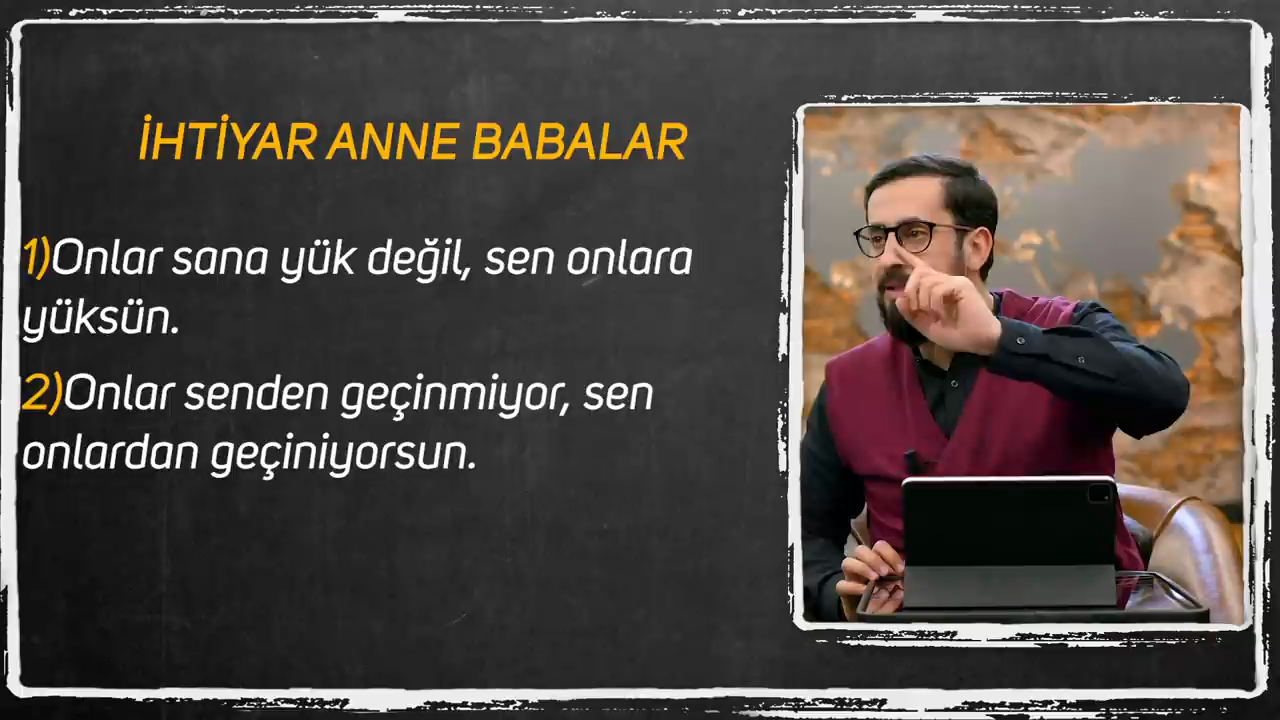 İHTİYAR ANNE BABALAR
1)Onlar sana yük değil, sen onlara
yüksün.
2)Onlar senden geçinmiyor, sen
onlardan geçiniyorsun.